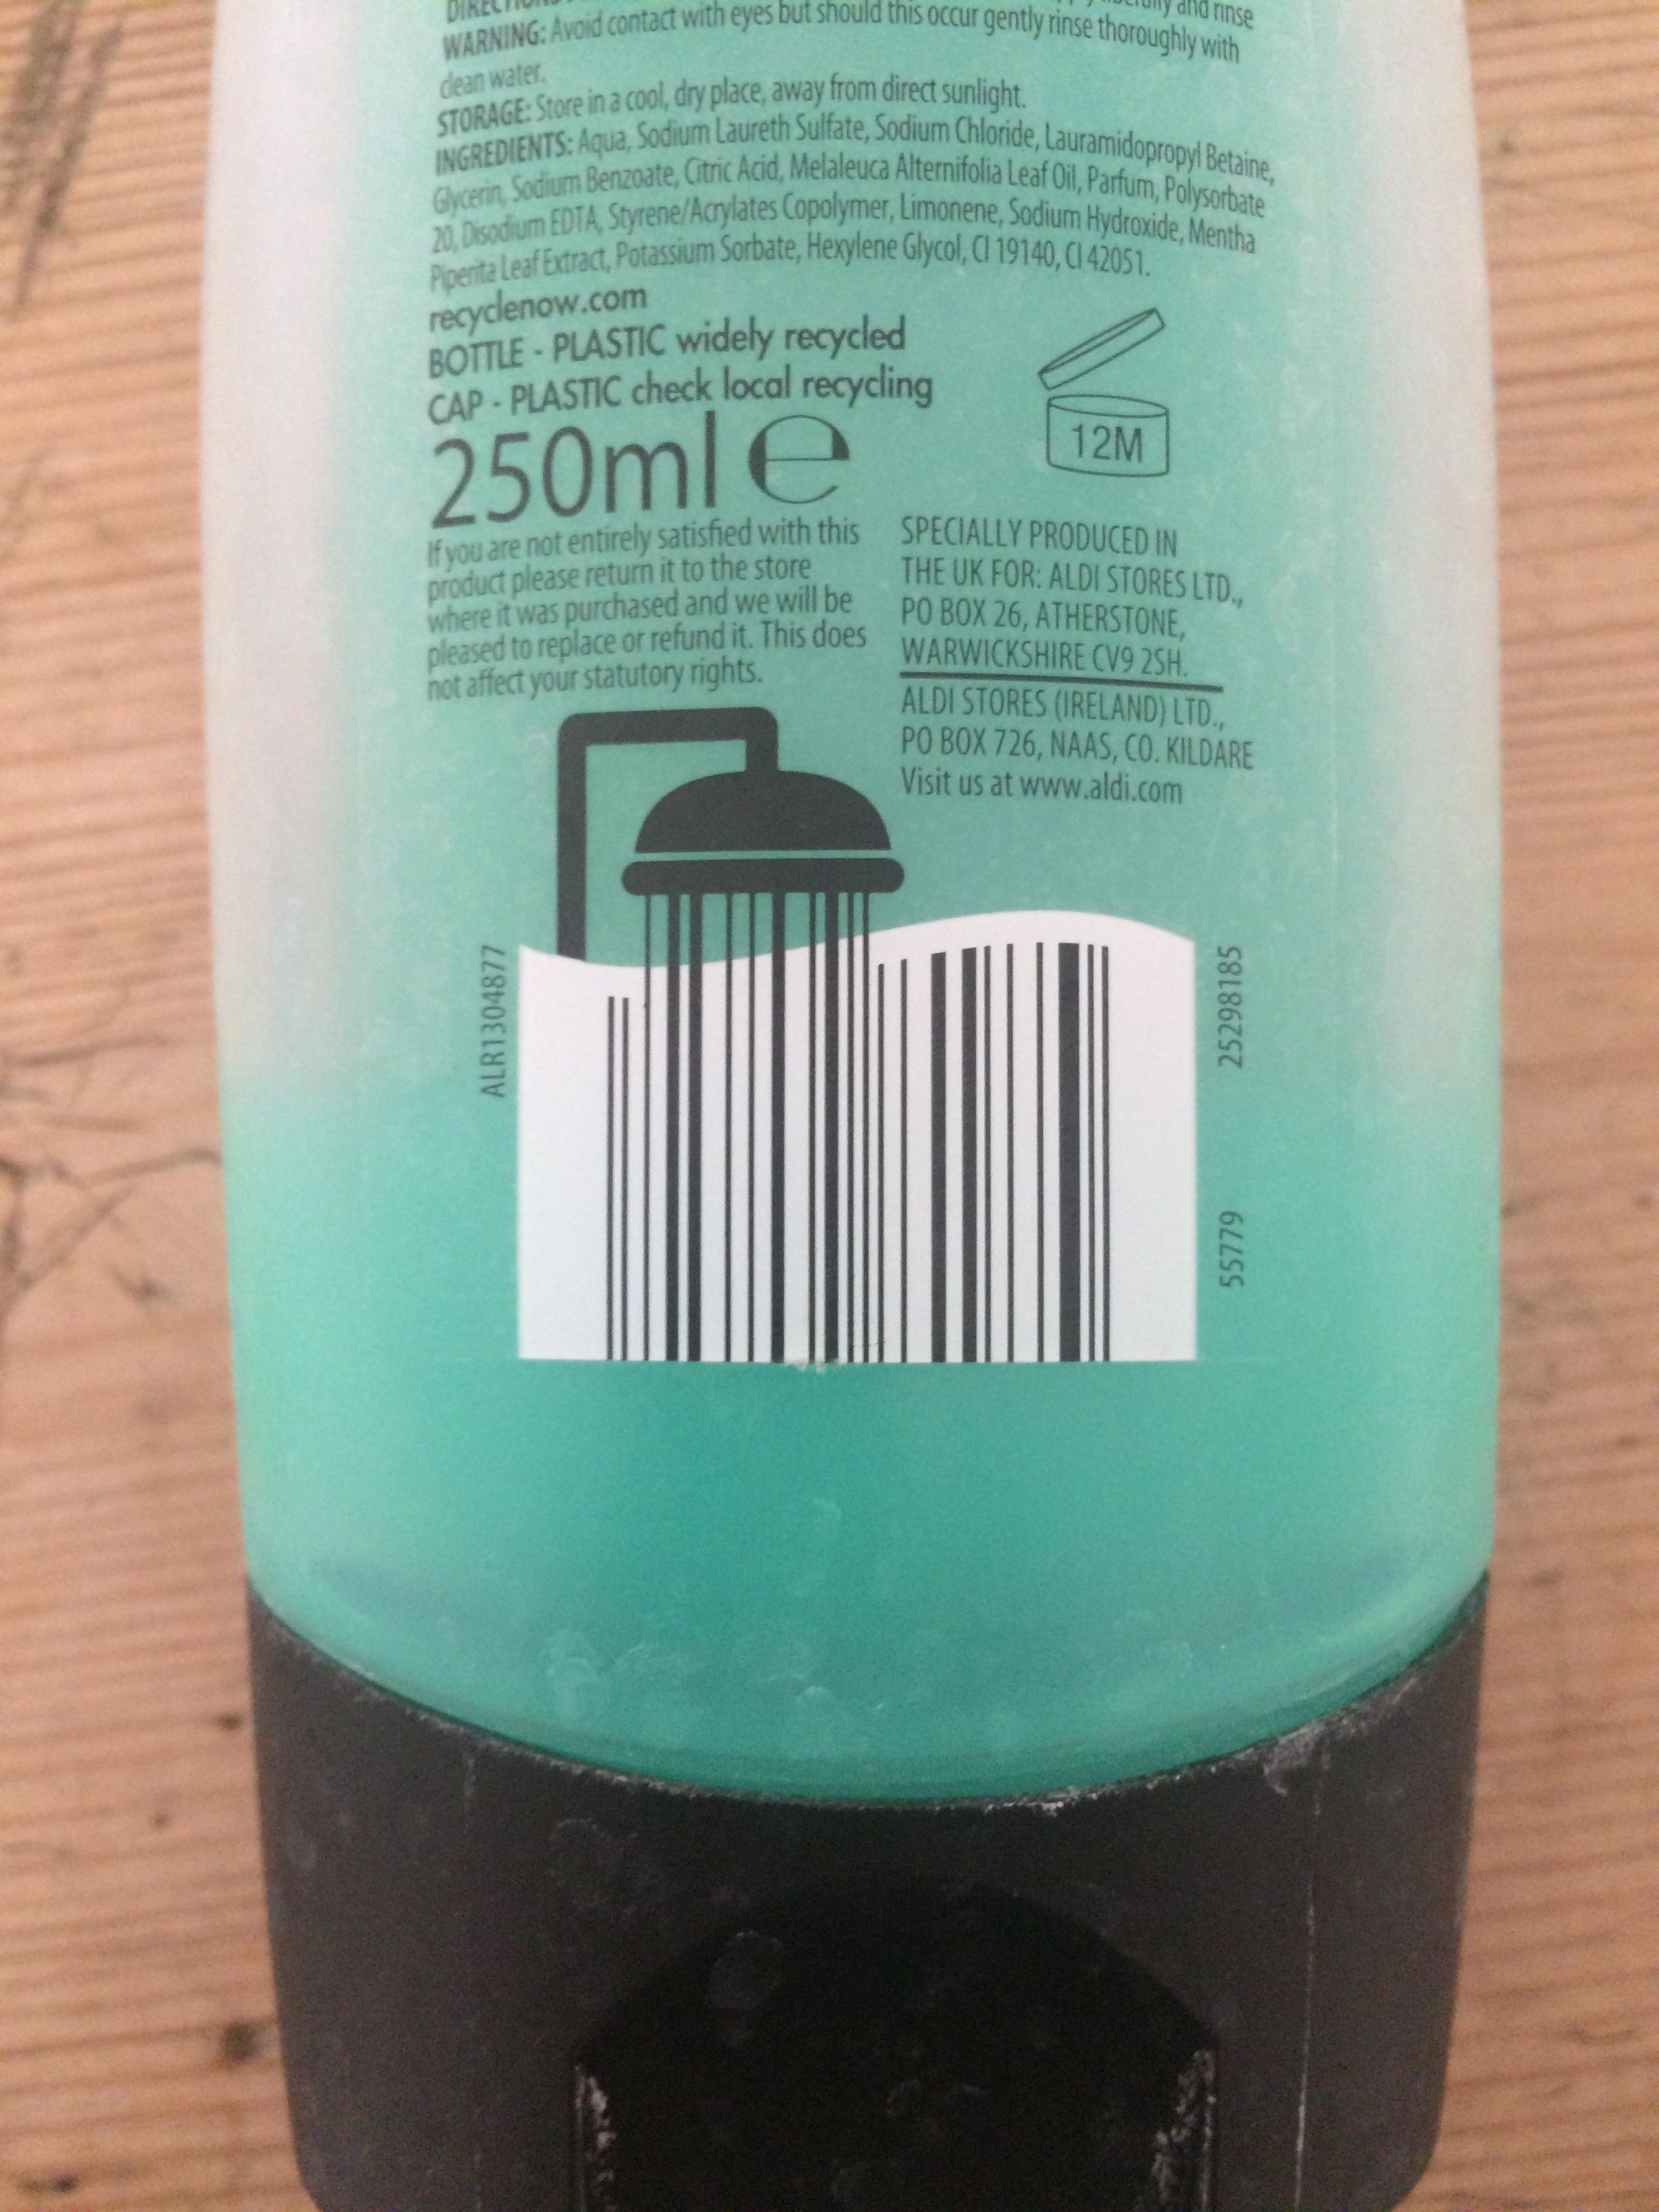 DIRECTIONS and rinse
WARNING: Avoid contact with eyes but should this occur gently rinse thoroughly with
clean water.
STORAGE: Store in a cool, dry place, away from direct sunlight.
INGREDIENTS: Aqua, Sodium Laureth Sulfate, Sodium Chloride, Lauramidopropyl Betaine,
Glycerin, Sodium Benzoate, Citric Acid, Melaleuca Alternifolia Leaf Oil, Parfum, Polysorbate
20, Disodium EDTA, Styrene/Acrylates Copolymer, Limonene, Sodium Hydroxide, Mentha
Piperita Leaf Extract, Potassium Sorbate, Hexylene Glycol, CI 19140, CI 42051.
recyclenow.com
BOTTLE - PLASTIC widely recycled
CAP - PLASTIC check local recycling
250ml e
12M
If you are not entirely satisfied with this
product please return it to the store
where it was purchased and we will be
pleased to replace or refund it. This does
not affect your statutory rights.
SPECIALLY PRODUCED IN
THE UK FOR: ALDI STORES LTD.,
PO BOX 26, ATHERSTONE,
WARWICKSHIRE CV9 2SH.
ALDI STORES (IRELAND) LTD.,
PO BOX 726, NAAS, CO. KILDARE
Visit us at www.aldi.com
ALR1304877
25298185
55779